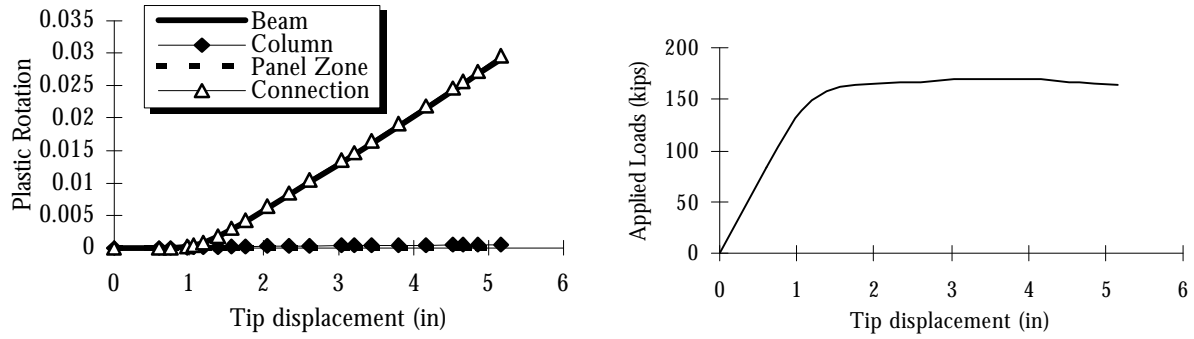 Plastic Rotation
0.035
0.03
0.025
0.02
0.015
0.01
0.005
0
0 1 2 3 4 5 6
Tip displacement (in)
Beam
Column
Panel Zone
Connection
Applied Loads (kips)
200
150
100
50
0
0 1 2 3 4 5 6
Tip displacement (in)